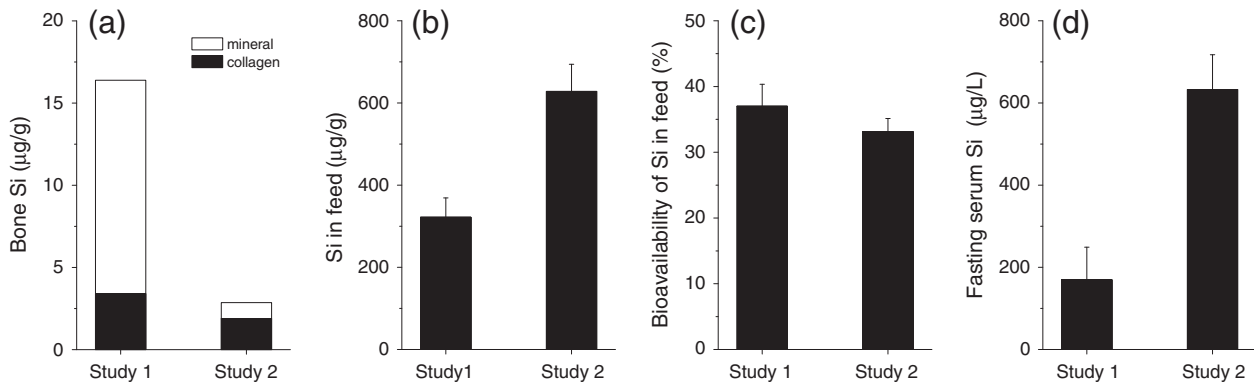 (a)
Bone Si (μg/g)
20
15
10
5
0
mineral
collagen
Study 1 Study 2
(b)
Si in feed (μg/g)
800
600
400
200
0
Study1 Study 2
(c)
Bioavailability of Si in feed (%)
50
40
30
20
10
0
Study 1 Study 2
(d)
Fasting serum Si (μg/L)
800
600
400
200
0
Study 1 Study 2